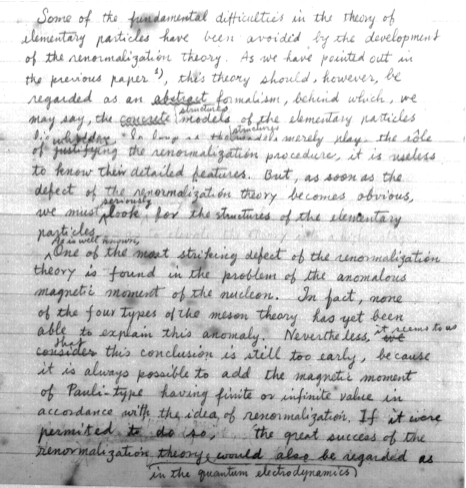 Some of the fundamental difficulties in the theory of
elementary particles have been avoided by the development
of the renormalization theory. As we have pointed out in
the previous paper 2), this theory should, however, be
regarded as an abstract formalism, behind which, we
structures
may say, the concrete models of the elementary particles
structures
lie hidden. In long as merely play the rôle
of justifying the renormalization procedure, it is useless
to know their detailed features. But, as soon as the
defect of the renormalization theory becomes obvious,
seriously
we must look for the structures of the elementary
particles.
As is well known,
One of the most striking defect of the renormalization
theory is found in the problem of the anomalous
magnetic moment of the nucleon. In fact, none
of the four types of the meson theory has yet been
able to explain this anomaly. Nevertheless, it seems to us
that
consider this conclusion is still too early, because
it is always possible to add the magnetic moment
of Pauli-type having finite or infinite value in
accordance with the idea of renormalization. If it were
permitted to do so, the great success of the
renormalization theory would also be regarded as
in the quantum electrodynamics